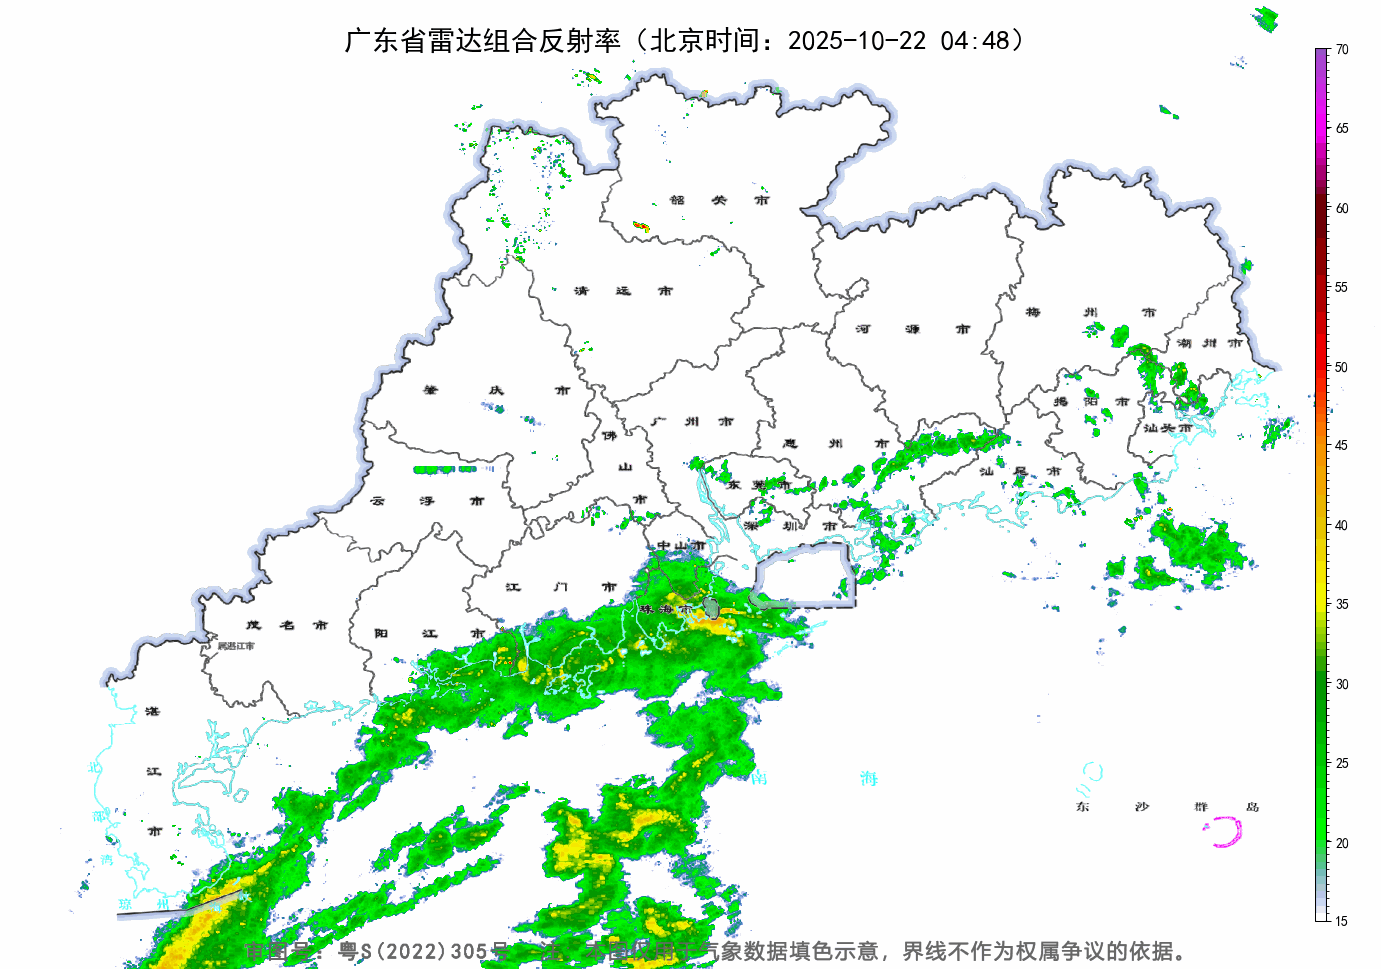 广东省雷达组合反射率（北京时间：2025-10-22 04:48）
70
65
60
55
50
45
40
35
30
25
20
15
韶关市
清远市
河源市
梅州市
潮州市
肇庆市
广州市
惠州市
揭阳市
汕头市
佛山市
东莞市
汕尾市
云浮市
深圳市
中山市
江门市
珠海市
茂名市
阳江市
属湛江市
湛江市
北部湾
琼州
南海
东沙群岛
审图号：粤S(2022)305号 注：本图仅用于气象数据填色示意，界线不作为权属争议的依据。